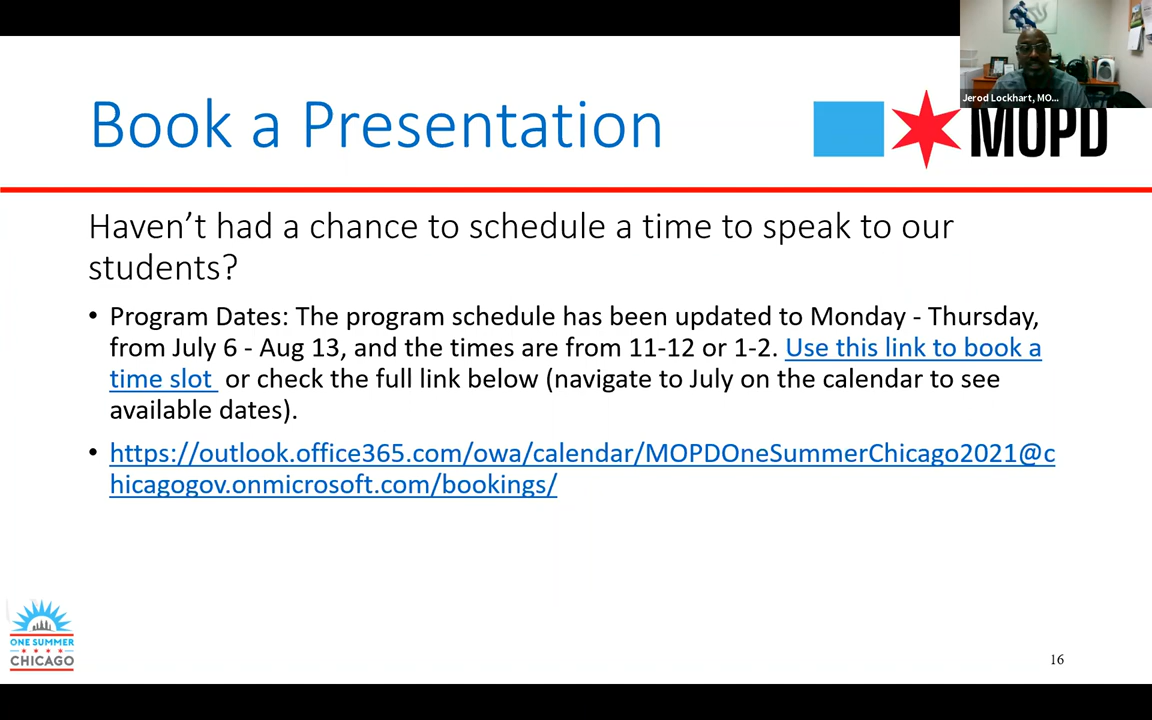 Jerod Lockhart, MO...
Book a Presentation
MOPD
Haven’t had a chance to schedule a time to speak to our
students?
• Program Dates: The program schedule has been updated to Monday - Thursday,
from July 6 - Aug 13, and the times are from 11-12 or 1-2. Use this link to book a
time slot or check the full link below (navigate to July on the calendar to see
available dates).
• https://outlook.office365.com/owa/calendar/MOPDOneSummerChicago2021@c
hicagogov.onmicrosoft.com/bookings/
ONE SUMMER
CHICAGO
16